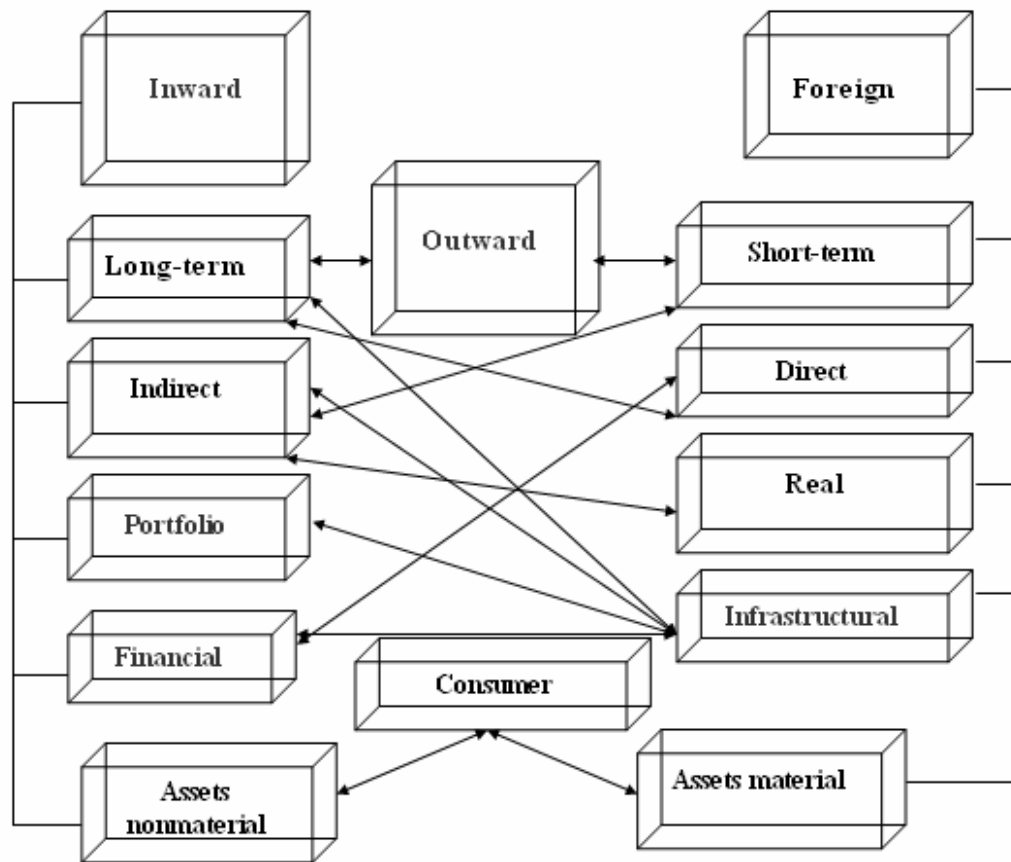 Inward
Foreign
Outward
Long-term
Short-term
Indirect
Direct
Portfolio
Real
Financial
Infrastructural
Consumer
Assets
nonmaterial
Assets material